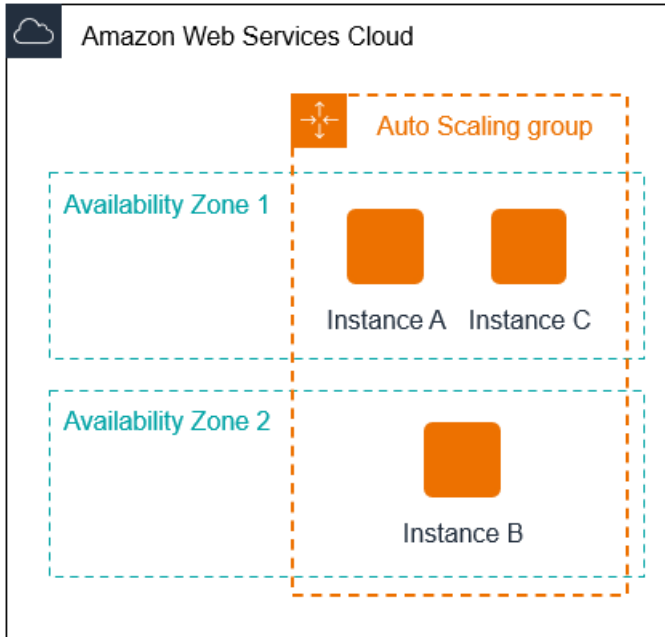 Amazon Web Services Cloud
Auto Scaling group
Availability Zone 1
Instance A
Instance C
Availability Zone 2
Instance B